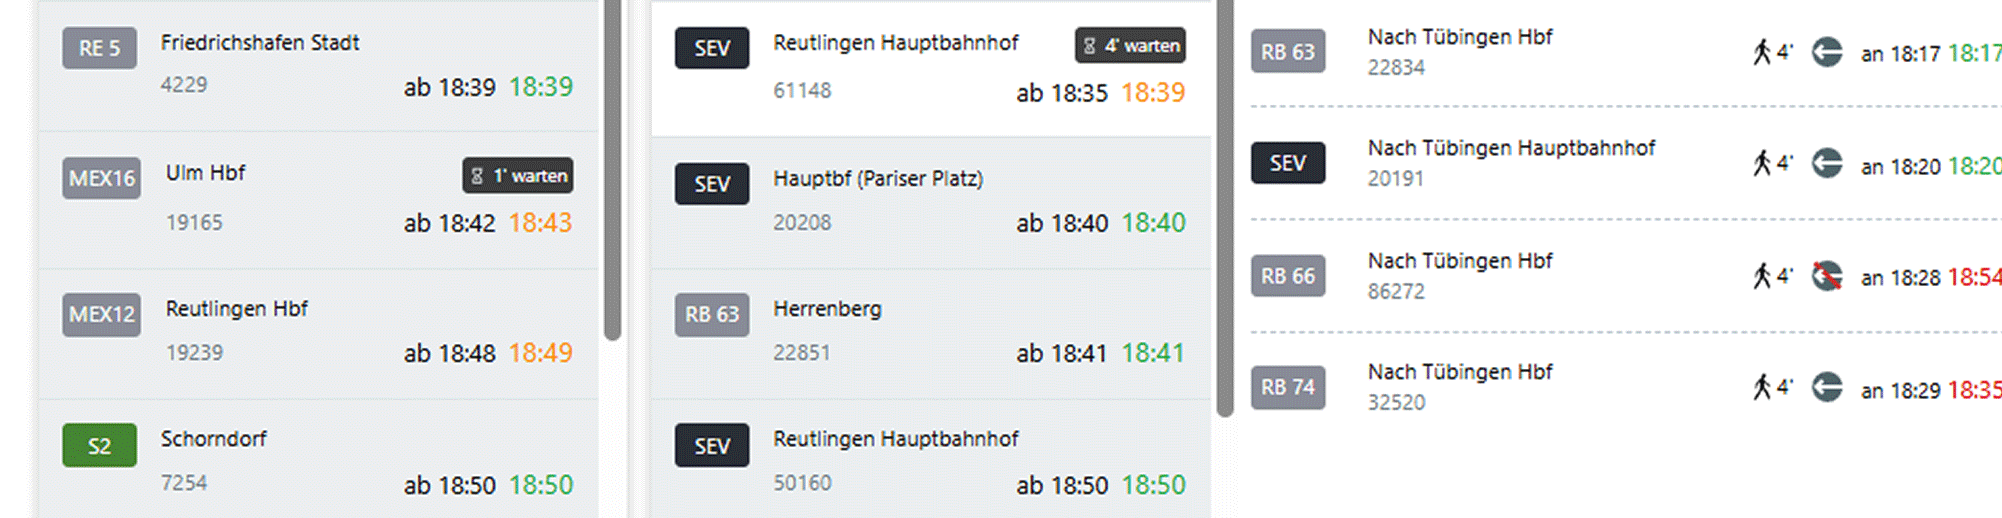 RE 5 Friedrichshafen Stadt
4229 ab 18:39 18:39
MEX16 Ulm Hbf 1' warten
19165 ab 18:42 18:43
MEX12 Reutlingen Hbf
19239 ab 18:48 18:49
S2 Schorndorf
7254 ab 18:50 18:50
SEV Reutlingen Hauptbahnhof 4' warten
61148 ab 18:35 18:39
SEV Hauptbf (Pariser Platz)
20208 ab 18:40 18:40
RB 63 Herrenberg
22851 ab 18:41 18:41
SEV Reutlingen Hauptbahnhof
50160 ab 18:50 18:50
RB 63 Nach Tübingen Hbf 4' an 18:17 18:17
22834
SEV Nach Tübingen Hauptbahnhof 4' an 18:20 18:20
20191
RB 66 Nach Tübingen Hbf 4' an 18:28 18:54
86272
RB 74 Nach Tübingen Hbf 4' an 18:29 18:35
32520